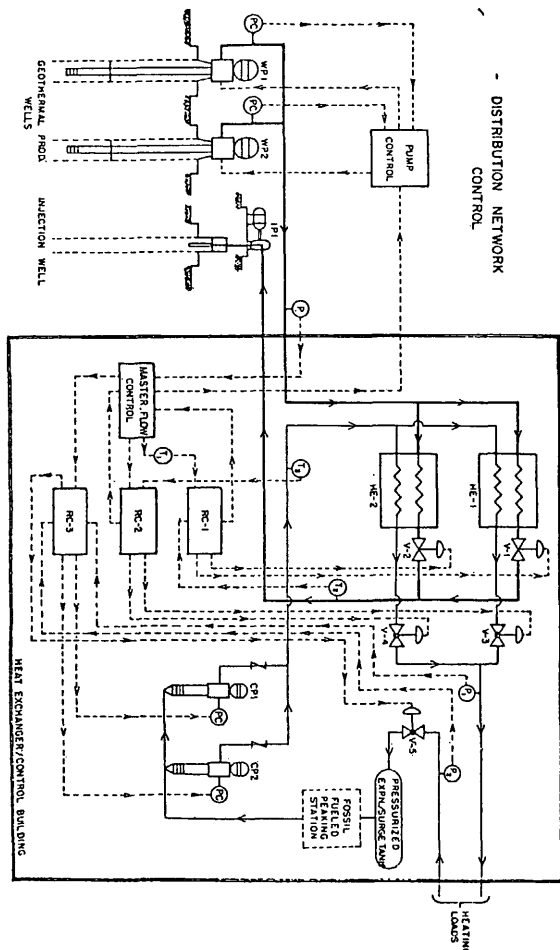 - DISTRIBUTION NETWORK
CONTROL
PC
WP1
PC
WP2
PUMP
CONTROL
GEOTHERMAL PROD.
WELLS
IP1
INJECTION WELL
P
MASTER FLOW
CONTROL
RC-1
RC-2
RC-3
HE-1
HE-2
V-1
V-2
V-3
V-4
V-5
CP1
PC
CP2
PC
FOSSIL
FUELED
PEAKING
STATION
PRESSURIZED
EXPN./SURGE TANK
HEATING
LOADS
HEAT EXCHANGER/CONTROL BUILDING